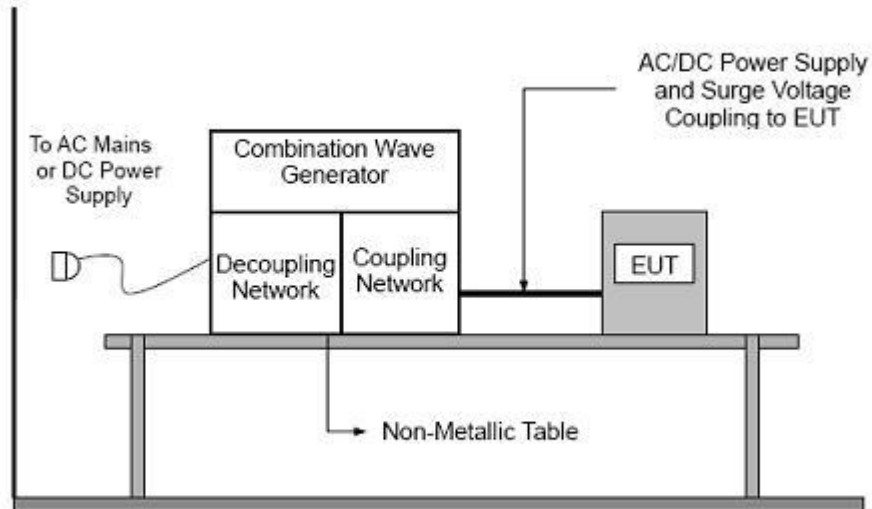 AC/DC Power Supply
and Surge Voltage
Coupling to EUT
To AC Mains
or DC Power
Supply
Combination Wave
Generator
Decoupling
Network
Coupling
Network
EUT
Non-Metallic Table